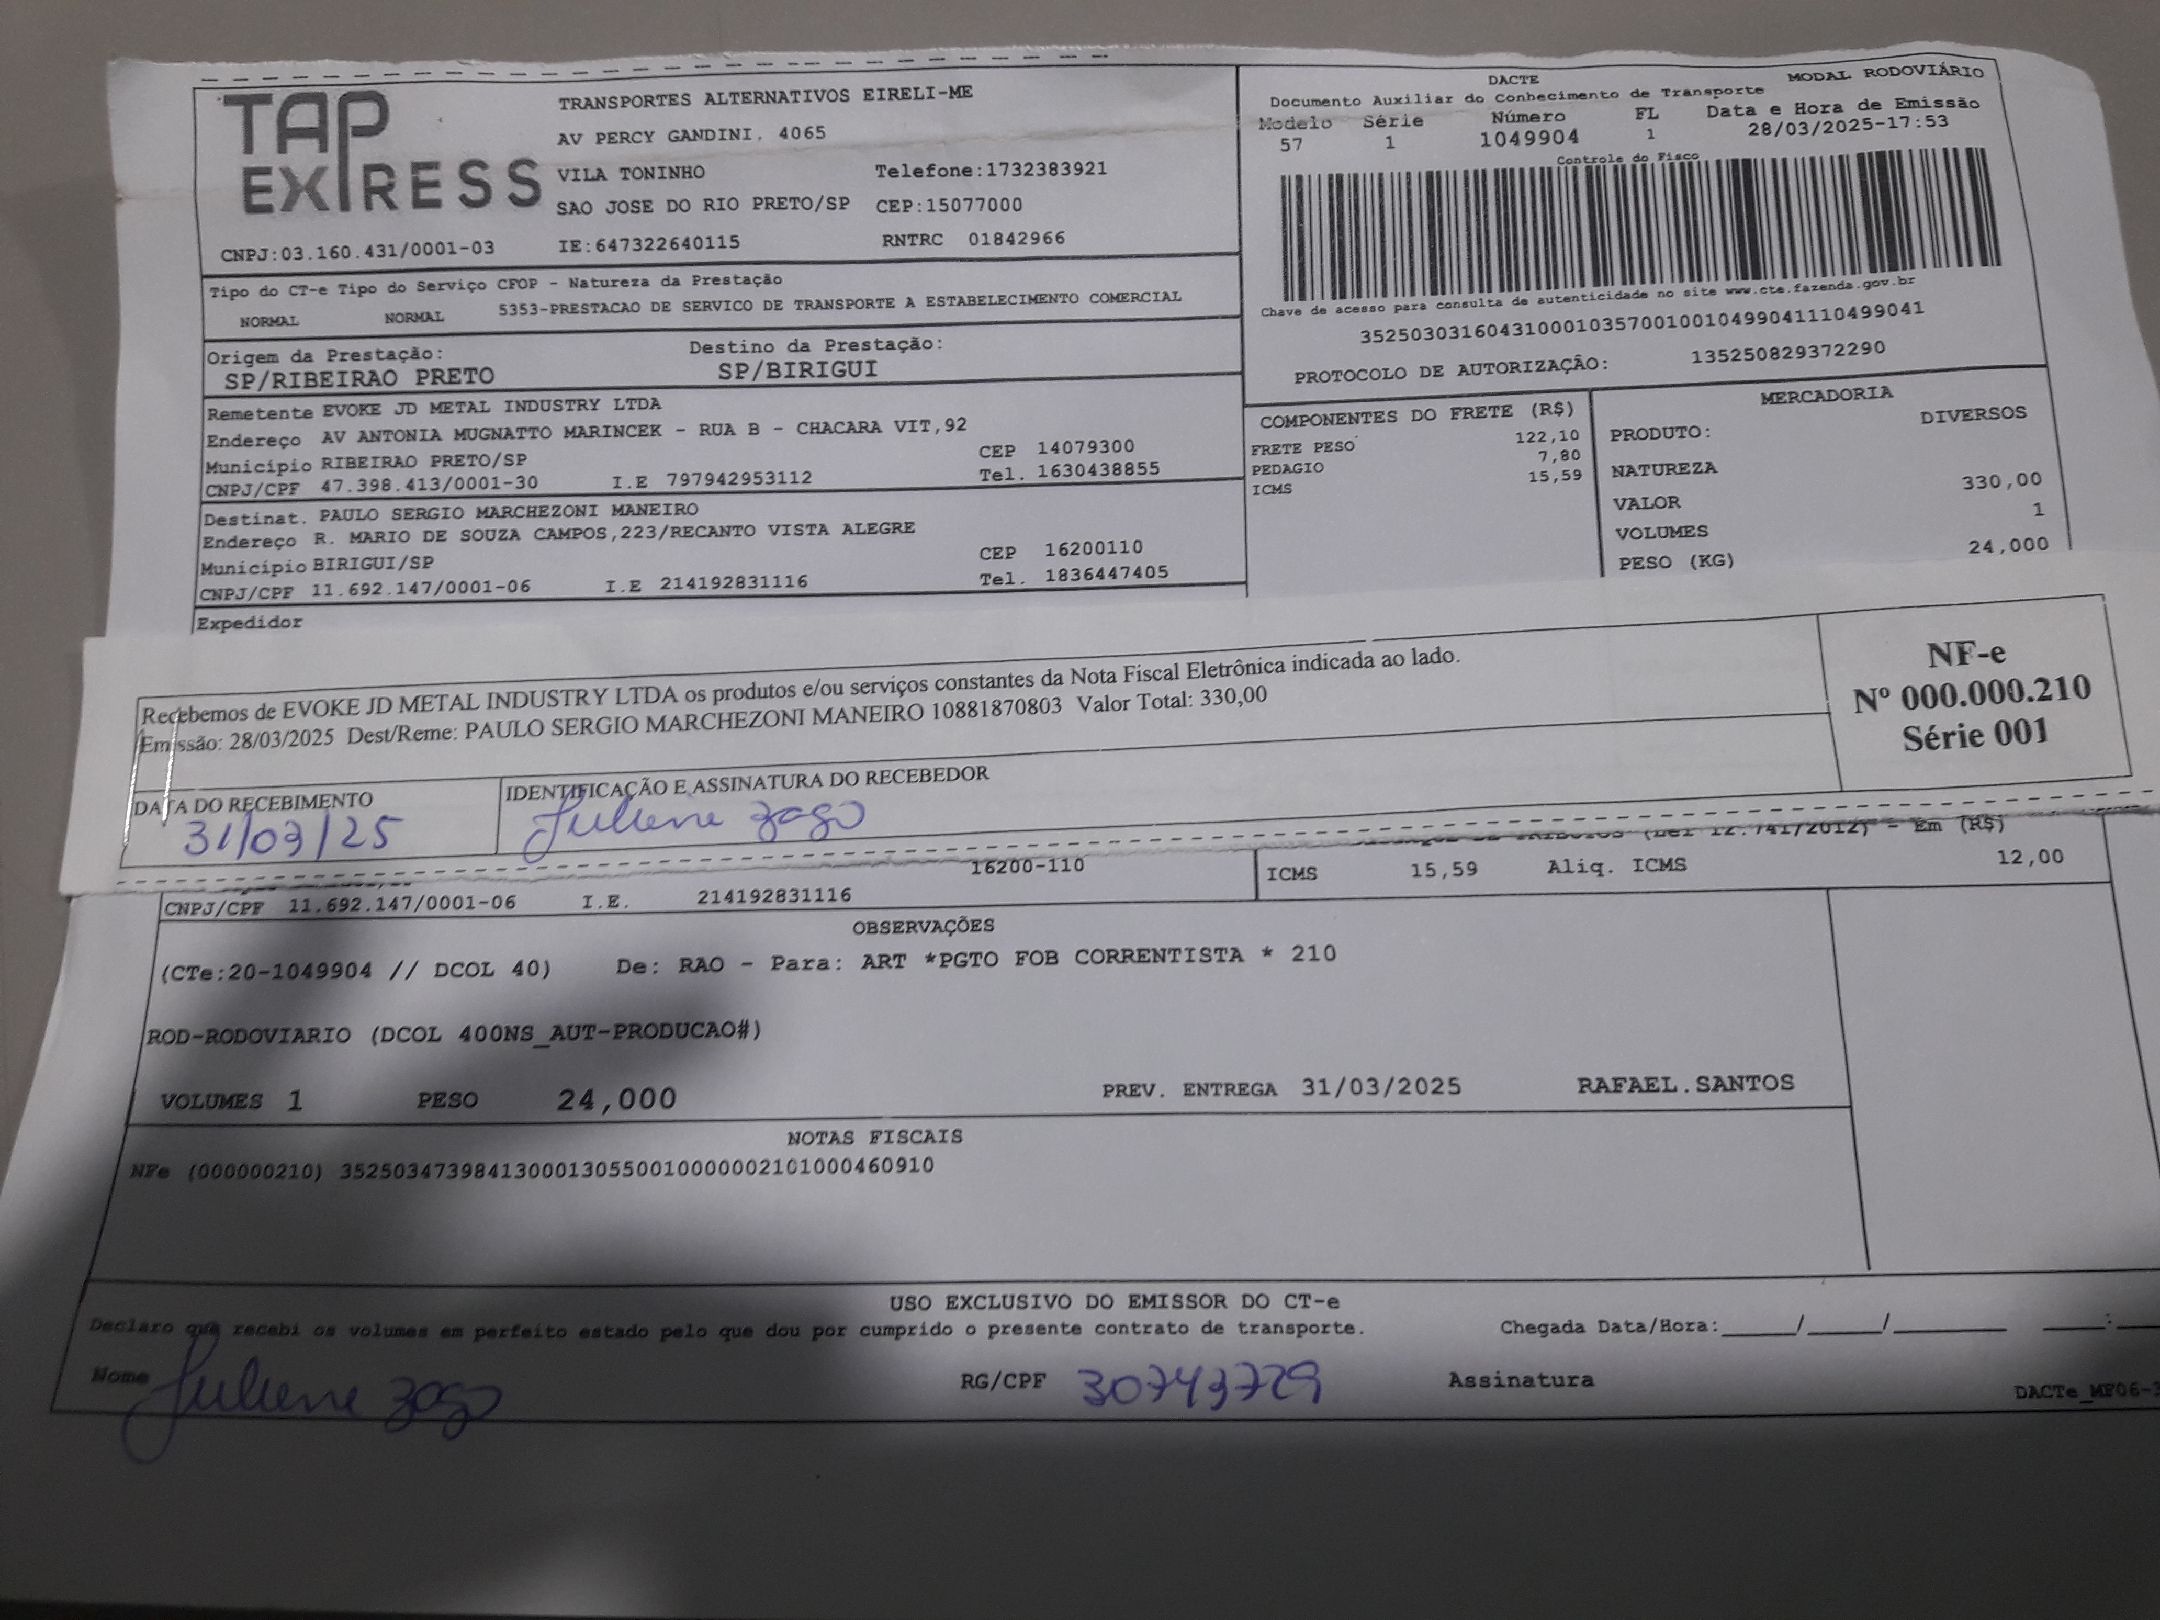 TAP EXPRESS
TRANSPORTES ALTERNATIVOS EIRELI-ME
AV PERCY GANDINI, 4065
VILA TONINHO Telefone:1732383921
SAO JOSE DO RIO PRETO/SP CEP:15077000
CNPJ:03.160.431/0001-03 IE:647322640115 RNTRC 01842966
DACTE MODAL RODOVIÁRIO
Documento Auxiliar do Conhecimento de Transporte
Modelo Série Número FL Data e Hora de Emissão
57 1 1049904 1 28/03/2025-17:53
Controle do Fisco
Chave de acesso para consulta de autenticidade no site www.cte.fazenda.gov.br
35250303160431000103570010010499041110499041
PROTOCOLO DE AUTORIZAÇÂO: 135250829372290
Tipo do CT-e Tipo do Serviço CFOP - Natureza da Prestação
NORMAL NORMAL 5353-PRESTACAO DE SERVICO DE TRANSPORTE A ESTABELECIMENTO COMERCIAL
Origem da Prestação: Destino da Prestação:
SP/RIBEIRAO PRETO SP/BIRIGUI
Remetente EVOKE JD METAL INDUSTRY LTDA
Endereço AV ANTONIA MUGNATTO MARINCEK - RUA B - CHACARA VIT,92
Município RIBEIRAO PRETO/SP CEP 14079300
CNPJ/CPF 47.398.413/0001-30 I.E 797942953112 Tel. 1630438855
Destinat. PAULO SERGIO MARCHEZONI MANEIRO
Endereço R. MARIO DE SOUZA CAMPOS,223/RECANTO VISTA ALEGRE
Município BIRIGUI/SP CEP 16200110
CNPJ/CPF 11.692.147/0001-06 I.E 214192831116 Tel. 1836447405
Expedidor
COMPONENTES DO FRETE (R$)
FRETE PESO 122,10
PEDAGIO 7,80
ICMS 15,59
MERCADORIA
PRODUTO: DIVERSOS
NATUREZA
VALOR 330,00
VOLUMES 1
PESO (KG) 24,000
Recebemos de EVOKE JD METAL INDUSTRY LTDA os produtos e/ou serviços constantes da Nota Fiscal Eletrônica indicada ao lado.
Emissão: 28/03/2025 Dest/Reme: PAULO SERGIO MARCHEZONI MANEIRO 10881870803 Valor Total: 330,00
NF-e
Nº 000.000.210
Série 001
DATA DO RECEBIMENTO IDENTIFICAÇÃO E ASSINATURA DO RECEBEDOR
31/03/25 Juliene Zago
(Lei 12.741/2012) - Em (R$)
16200-110 ICMS 15,59 Aliq. ICMS 12,00
CNPJ/CPF 11.692.147/0001-06 I.E. 214192831116
OBSERVAÇÕES
(CTe:20-1049904 // DCOL 40) De: RAO - Para: ART *PGTO FOB CORRENTISTA * 210
ROD-RODOVIARIO (DCOL 400NS_AUT-PRODUCAO#)
VOLUMES 1 PESO 24,000 PREV. ENTREGA 31/03/2025 RAFAEL.SANTOS
NOTAS FISCAIS
NFe (000000210) 35250347398413000130550010000002101000460910
USO EXCLUSIVO DO EMISSOR DO CT-e
Declaro que recebi os volumes em perfeito estado pelo que dou por cumprido o presente contrato de transporte. Chegada Data/Hora:_____/_____/________ ____:___
Nome Juliene Zago RG/CPF 30743729 Assinatura
DACTe_MF06-3